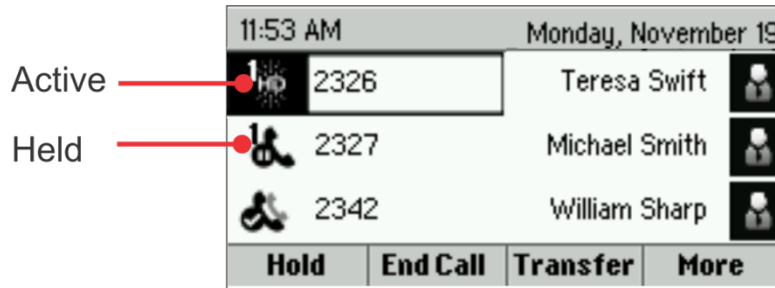 11:53 AM Monday, November 19
Active 1 HD 2326 Teresa Swift
Held 1 2327 Michael Smith
2342 William Sharp
Hold End Call Transfer More